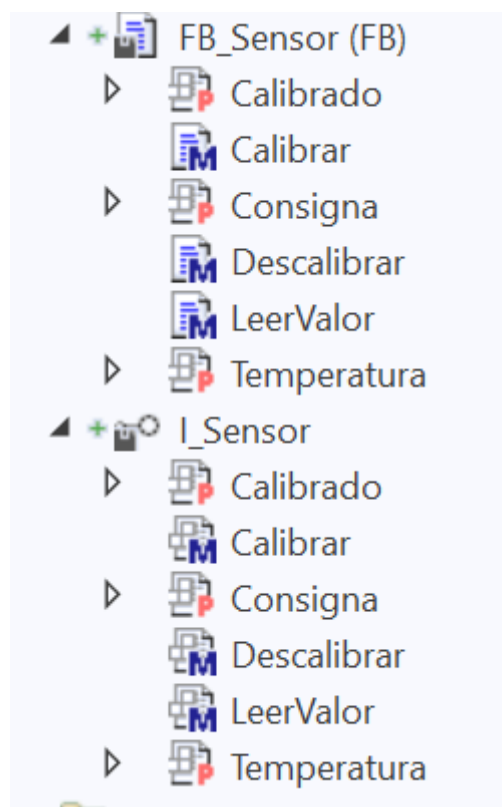 FB_Sensor (FB)
Calibrado
Calibrar
Consigna
Descalibrar
LeerValor
Temperatura
I_Sensor
Calibrado
Calibrar
Consigna
Descalibrar
LeerValor
Temperatura